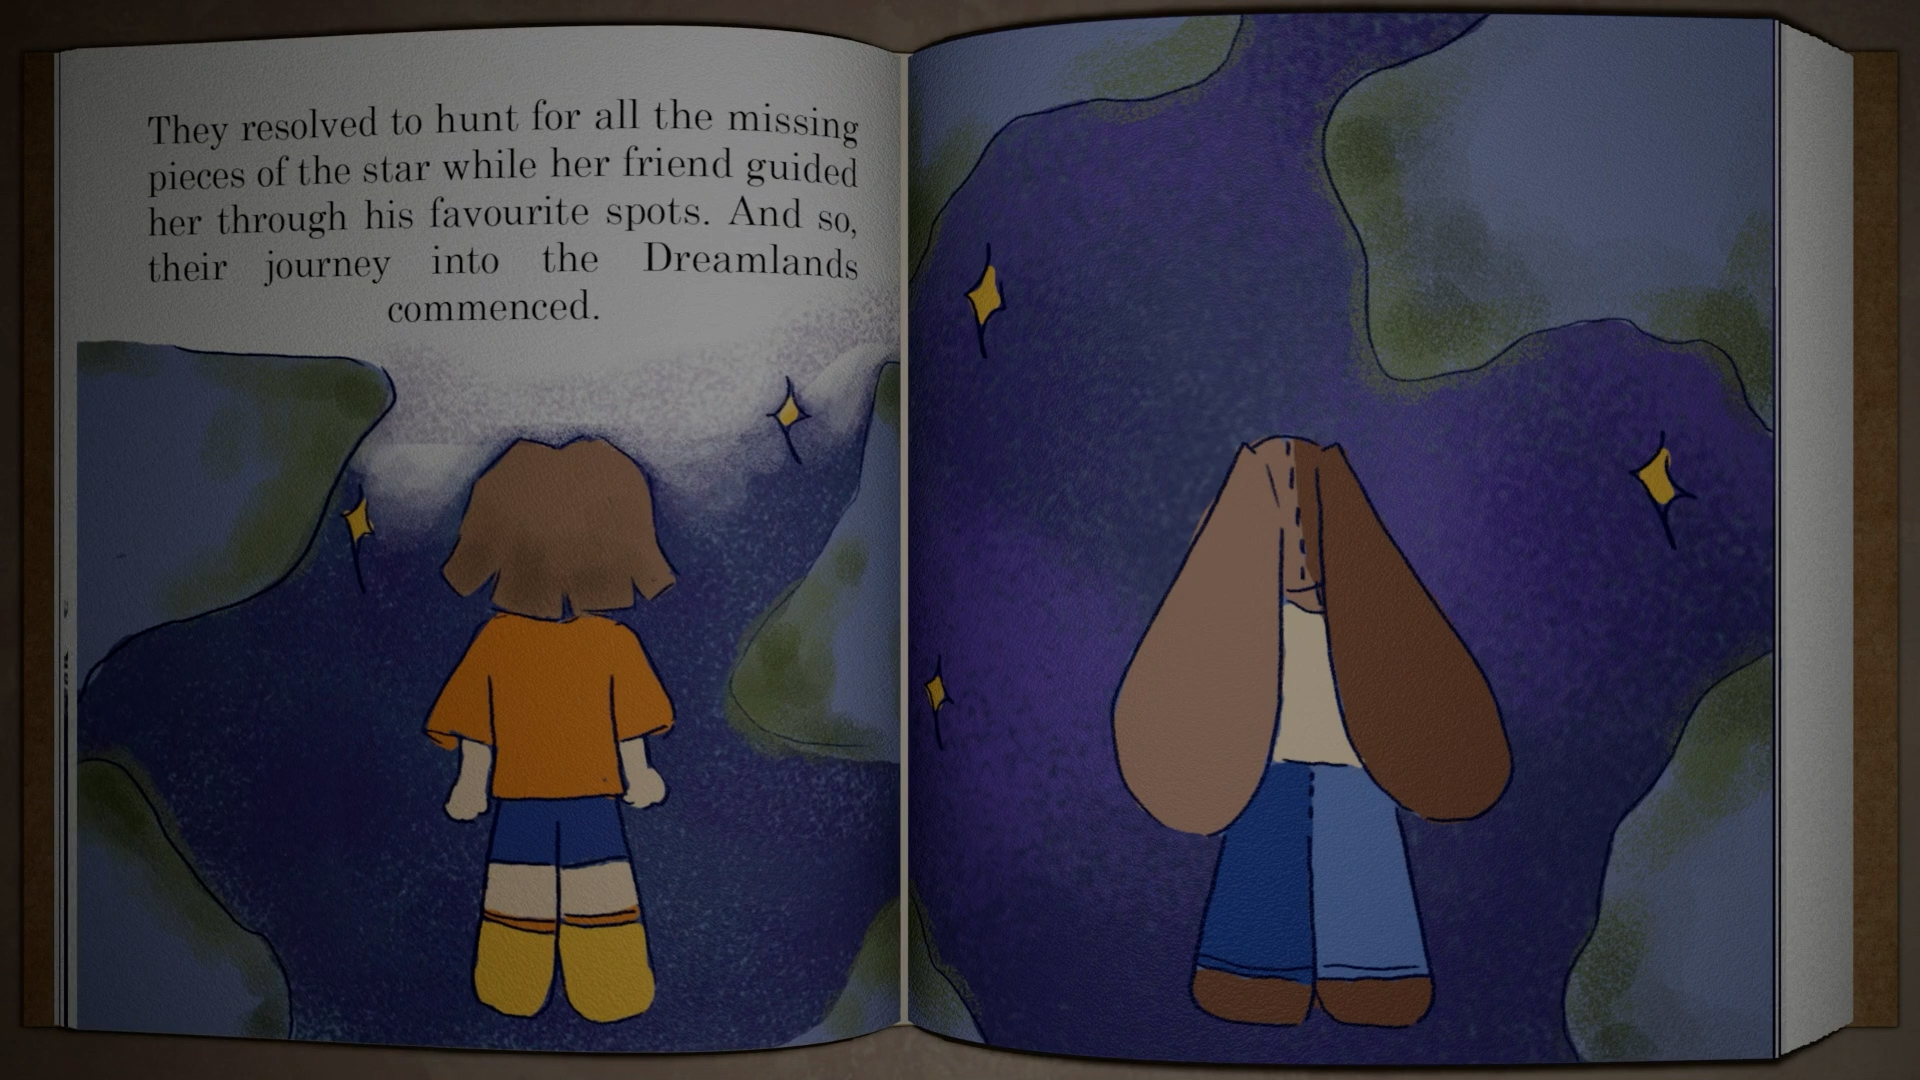 They resolved to hunt for all the missing
pieces of the star while her friend guided
her through his favourite spots. And so,
their journey into the Dreamlands
commenced.